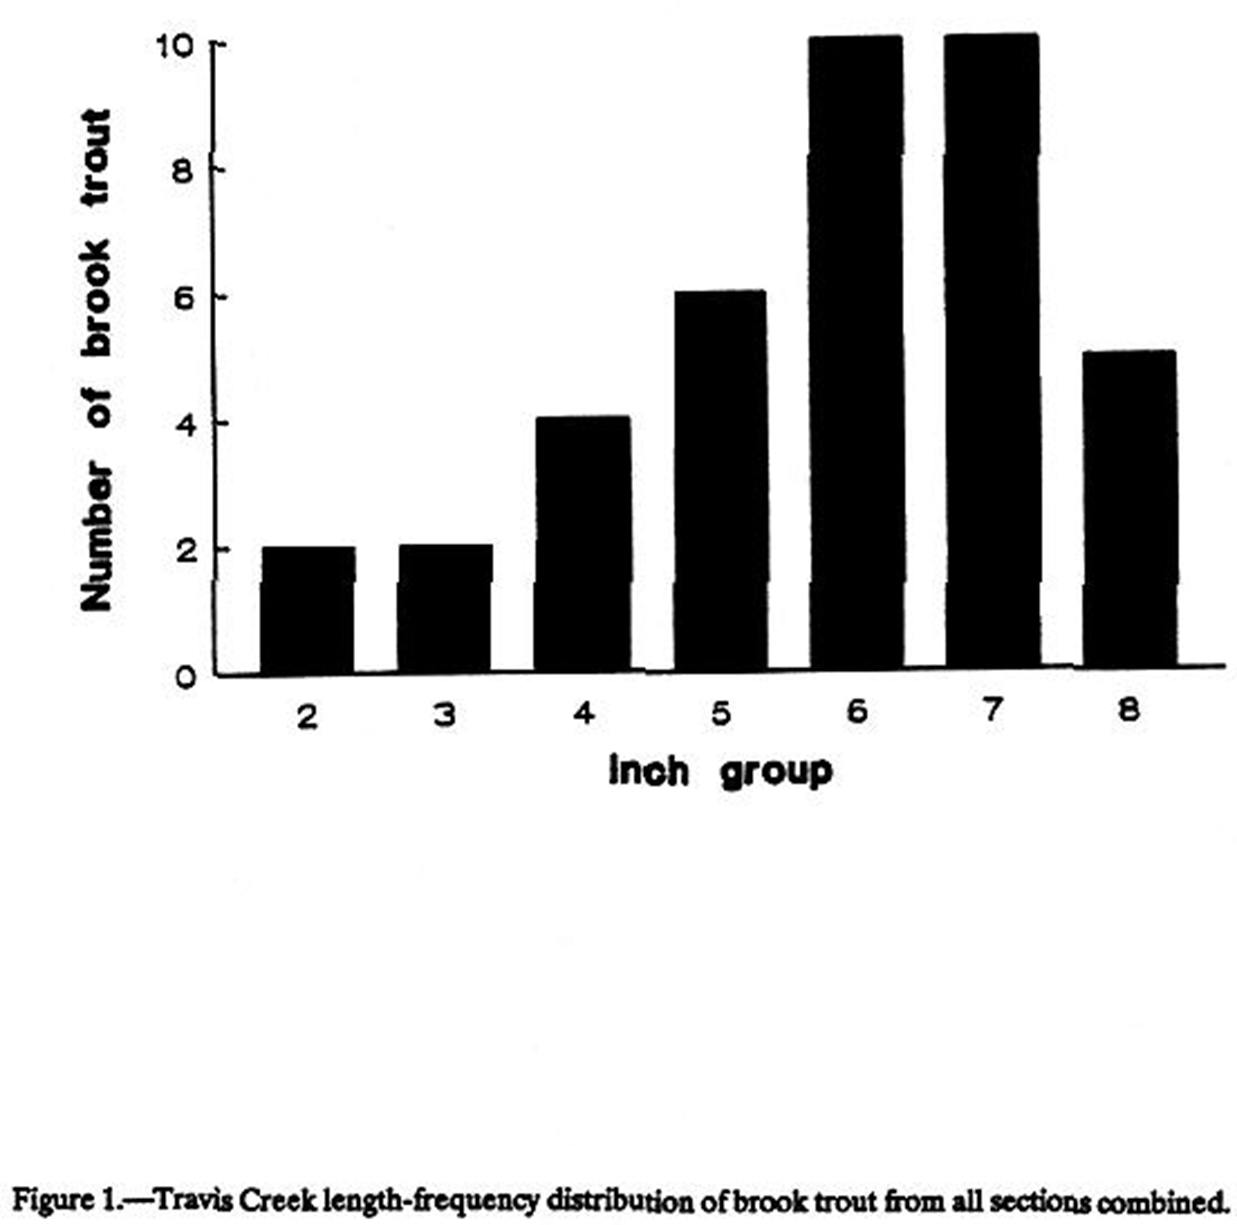 10
8
6
4
2
0
Number of brook trout
2 3 4 5 6 7 8
Inch group
Figure 1.—Travis Creek length-frequency distribution of brook trout from all sections combined.